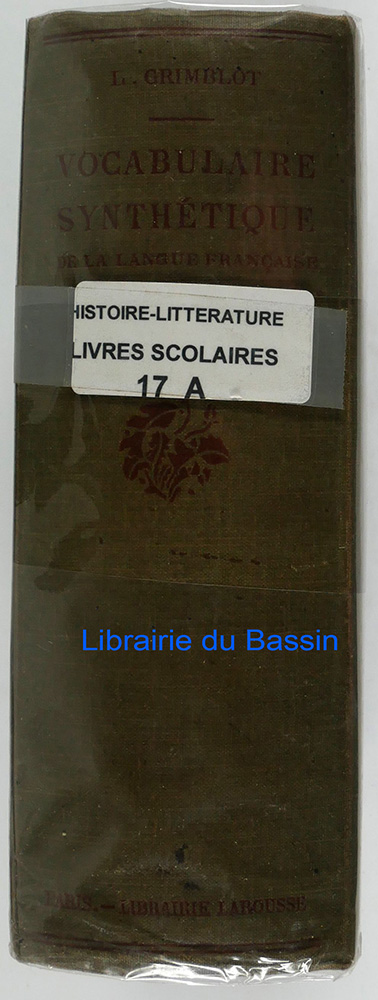 L. GRIMBLOT
VOCABULAIRE
SYNTHÉTIQUE
DE LA LANGUE FRANÇAISE
HISTOIRE-LITTERATURE
LIVRES SCOLAIRES
17 A
Librairie du Bassin
PARIS. — LIBRAIRIE LAROUSSE